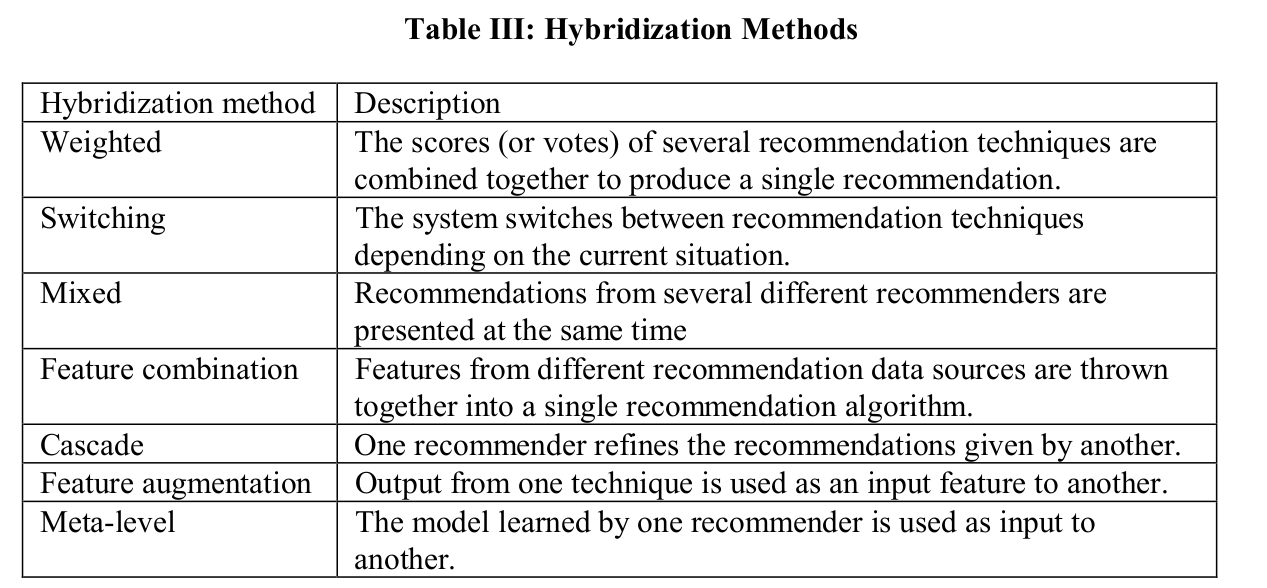 Table III: Hybridization Methods
Hybridization method Description
Weighted The scores (or votes) of several recommendation techniques are
combined together to produce a single recommendation.
Switching The system switches between recommendation techniques
depending on the current situation.
Mixed Recommendations from several different recommenders are
presented at the same time
Feature combination Features from different recommendation data sources are thrown
together into a single recommendation algorithm.
Cascade One recommender refines the recommendations given by another.
Feature augmentation Output from one technique is used as an input feature to another.
Meta-level The model learned by one recommender is used as input to
another.